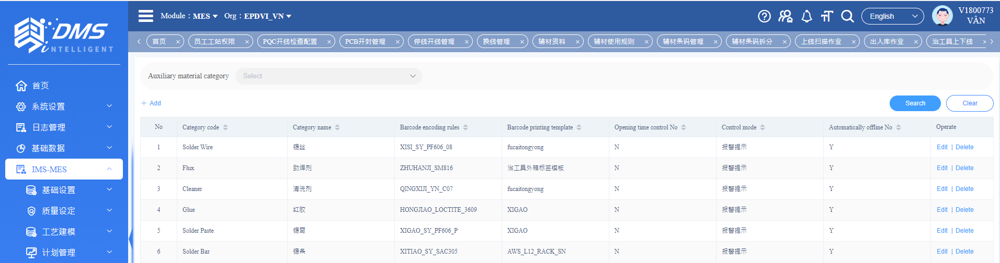 DMS
iNTELLIGENT
首页
系统设置
日志管理
基础数据
IMS-MES
基础设置
质量设定
工艺建模
计划管理
Module：MES Org：EPDVI_VN
English
V1800773
VÂN
首页 × 员工工站权限 × PQC开线检查配置 × PCB开封管理 × 停线开线管理 × 换线管理 × 辅材资料 × 辅材使用规则 × 辅材条码管理 × 辅材条码拆分 × 上线扫描作业 × 出入库作业 × 治工具上下线 ×
Auxiliary material category Select
+ Add Search Clear
No Category code Category name Barcode encoding rules Barcode printing template Opening time control No Control mode Automatically offline No Operate
1 Solder Wire 锡丝 XISI_SY_PF606_08 fucaitongyong N 报警提示 Y Edit | Delete
2 Flux 助焊剂 ZHUHANJI_SM816 治工具外箱标签模板 N 报警提示 Y Edit | Delete
3 Cleaner 清洗剂 QINGXIJI_YN_C07 fucaitongyong N 报警提示 Y Edit | Delete
4 Glue 红胶 HONGJIAO_LOCTITE_3609 XIGAO N 报警提示 Y Edit | Delete
5 Solder Paste 锡膏 XIGAO_SY_PF606_P XIGAO N 报警提示 Y Edit | Delete
6 Solder Bar 锡条 XITIAO_SY_SAC305 AWS_L12_RACK_SN N 报警提示 Y Edit | Delete